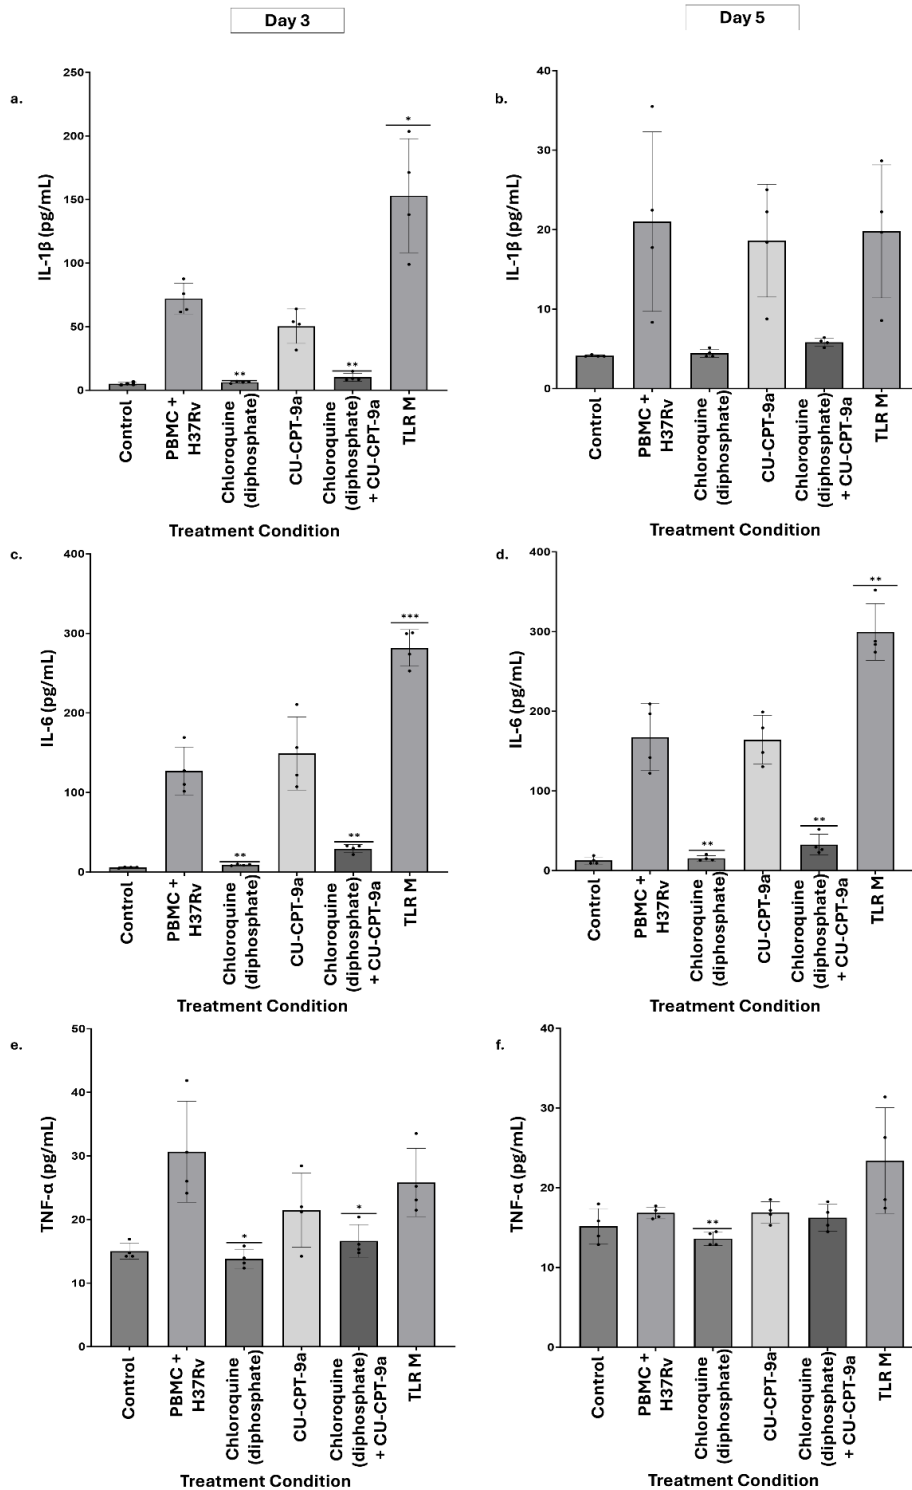 Day 3
Day 5
a.
IL-1β (pg/mL)
250
200
150
100
50
0
**
**
*
Control
PBMC +
H37Rv
Chloroquine
(diphosphate)
CU-CPT-9a
Chloroquine
(diphosphate)
+ CU-CPT-9a
TLR M
Treatment Condition
b.
IL-1β (pg/mL)
40
30
20
10
0
Control
PBMC +
H37Rv
Chloroquine
(diphosphate)
CU-CPT-9a
Chloroquine
(diphosphate)
+ CU-CPT-9a
TLR M
Treatment Condition
c.
IL-6 (pg/mL)
400
300
200
100
0
**
**
***
Control
PBMC +
H37Rv
Chloroquine
(diphosphate)
CU-CPT-9a
Chloroquine
(diphosphate)
+ CU-CPT-9a
TLR M
Treatment Condition
d.
IL-6 (pg/mL)
400
300
200
100
0
**
**
**
Control
PBMC +
H37Rv
Chloroquine
(diphosphate)
CU-CPT-9a
Chloroquine
(diphosphate)
+ CU-CPT-9a
TLR M
Treatment Condition
e.
TNF-α (pg/mL)
50
40
30
20
10
0
*
*
Control
PBMC +
H37Rv
Chloroquine
(diphosphate)
CU-CPT-9a
Chloroquine
(diphosphate)
+ CU-CPT-9a
TLR M
Treatment Condition
f.
TNF-α (pg/mL)
40
30
20
10
0
**
Control
PBMC +
H37Rv
Chloroquine
(diphosphate)
CU-CPT-9a
Chloroquine
(diphosphate)
+ CU-CPT-9a
TLR M
Treatment Condition